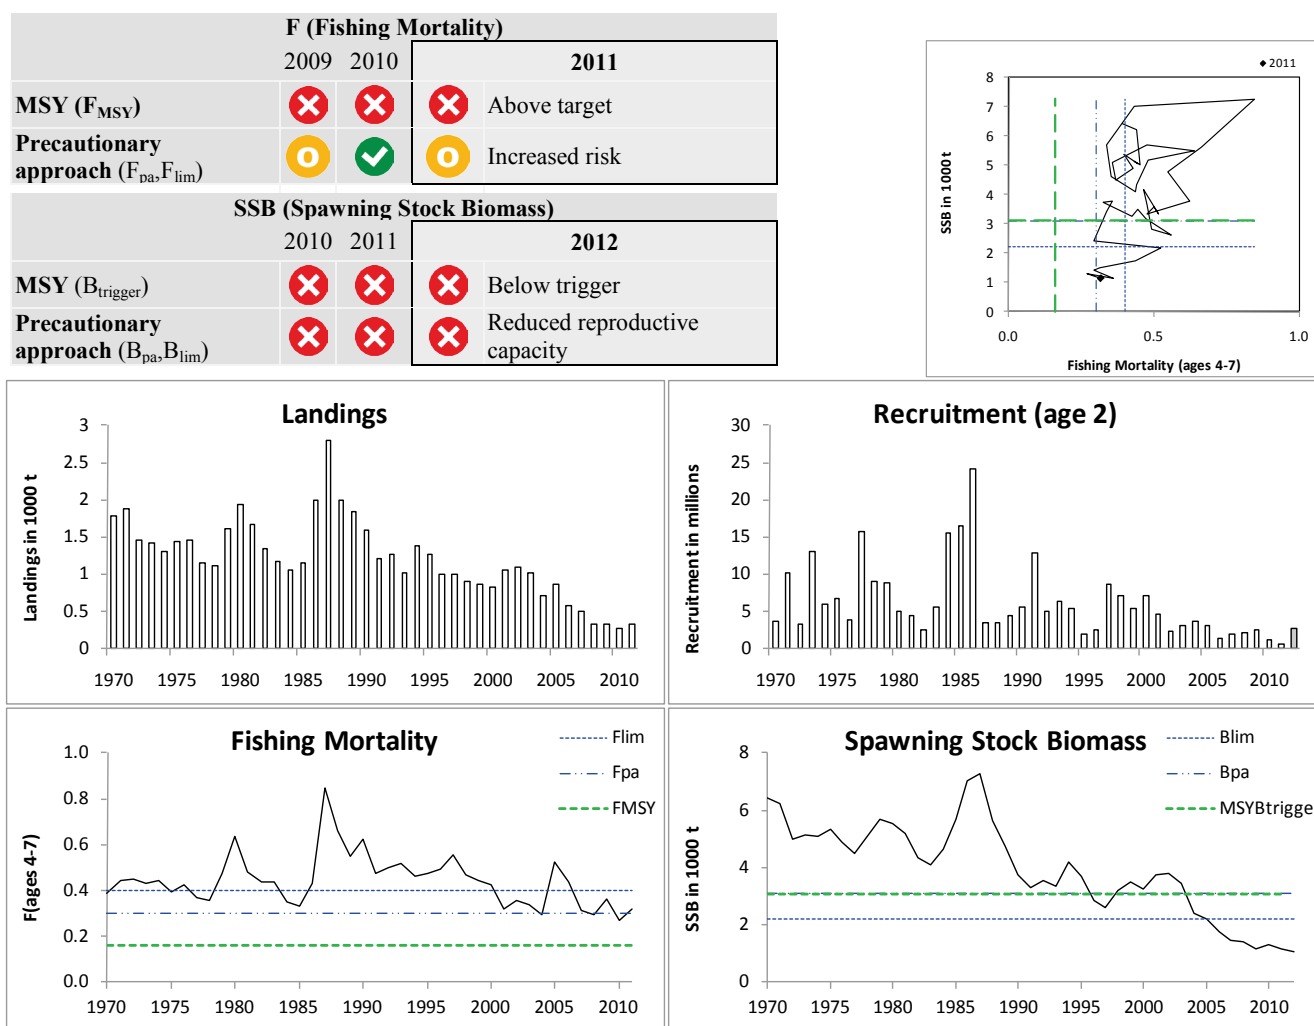 F (Fishing Mortality)
2009 2010 2011
MSY (FMSY) Above target
Precautionary
approach (Fpa,Flim) Increased risk
SSB (Spawning Stock Biomass)
2010 2011 2012
MSY (Btrigger) Below trigger
Precautionary
approach (Bpa,Blim) Reduced reproductive
capacity
2011
SSB in 1000 t
8
7
6
5
4
3
2
1
0
0.0 0.5 1.0
Fishing Mortality (ages 4-7)
Landings
Landings in 1000 t
3
2.5
2
1.5
1
0.5
0
1970 1975 1980 1985 1990 1995 2000 2005 2010
Recruitment (age 2)
Recruitment in millions
30
25
20
15
10
5
0
1970 1975 1980 1985 1990 1995 2000 2005 2010
Fishing Mortality
F(ages 4-7)
1.0
0.8
0.6
0.4
0.2
0.0
1970 1975 1980 1985 1990 1995 2000 2005 2010
Flim
Fpa
FMSY
Spawning Stock Biomass
SSB in 1000 t
8
6
4
2
0
1970 1975 1980 1985 1990 1995 2000 2005 2010
Blim
Bpa
MSYBtrigge